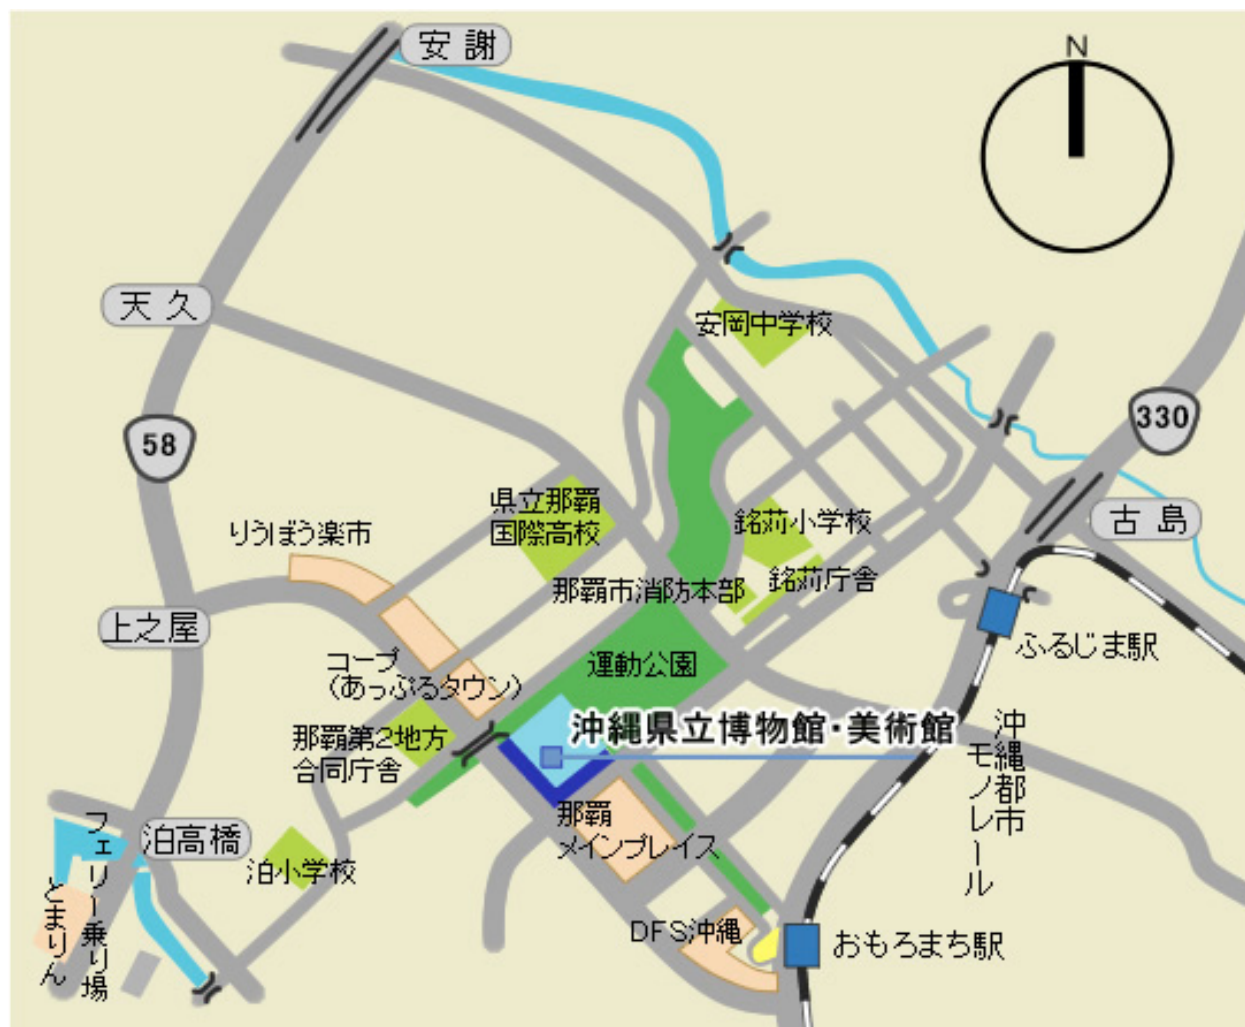 N
安謝
天久
安岡中学校
58
330
県立那覇
国際高校
銘苅小学校
古島
りうぼう楽市
銘苅庁舎
那覇市消防本部
上之屋
ふるじま駅
コープ
(あっぷるタウン)
運動公園
沖縄県立博物館・美術館
那覇第2地方
合同庁舎
沖縄都市
モノレール
那覇
メインプレイス
泊高橋
フェリー乗り場
とまりん
泊小学校
DFS沖縄
おもろまち駅